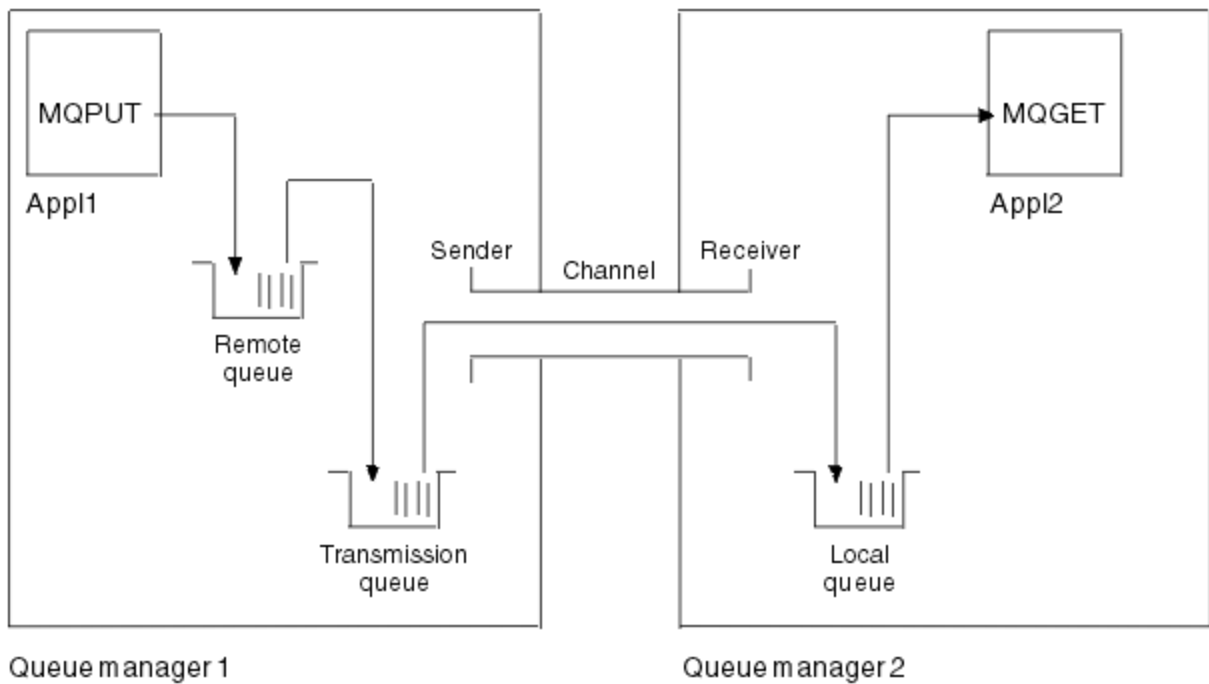 MQPUT
Appl1
Remote
queue
Transmission
queue
Sender
Channel
Receiver
MQGET
Appl2
Local
queue
Queue manager 1
Queue manager 2